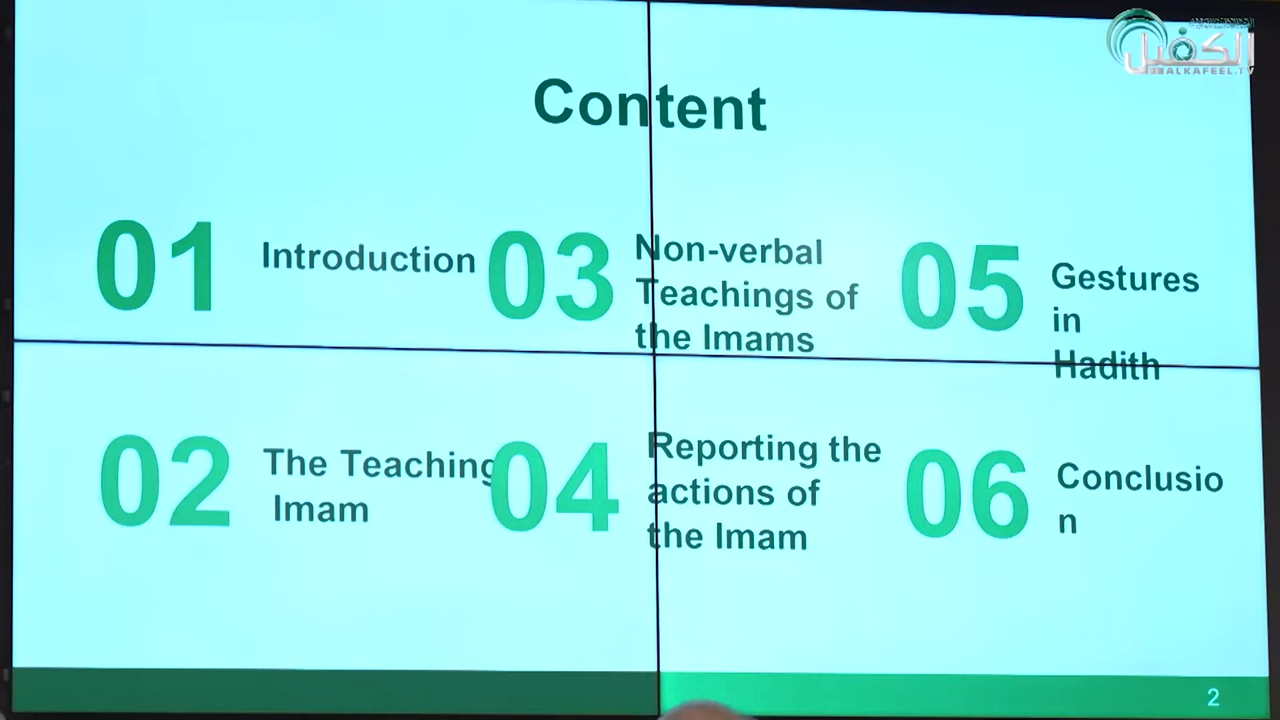 الكفيل
ALKAFEEL.TV
Content
01
Introduction
02
The Teaching
Imam
03
Non-verbal
Teachings of
the Imams
04
Reporting the
actions of
the Imam
05
Gestures
in
Hadith
06
Conclusio
n
2